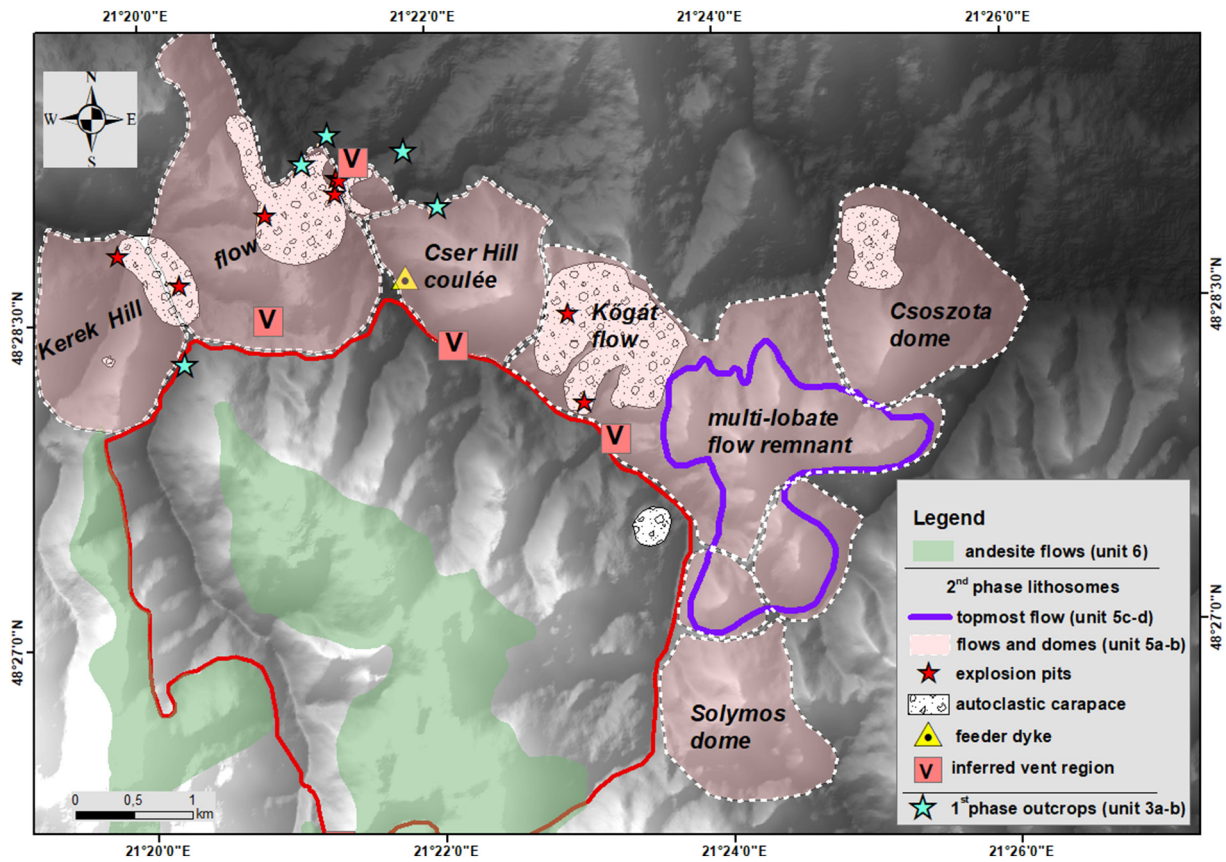 21°20'0"E 21°22'0"E 21°24'0"E 21°26'0"E
N
W E
S
V
flow
Cser Hill
coulée
Kerek Hill
V
V
Kőgát
flow
Csoszota
dome
48°28'30"N
48°28'30"N
multi-lobate
flow remnant
V
Legend
andesite flows (unit 6)
2nd phase lithosomes
topmost flow (unit 5c-d)
flows and domes (unit 5a-b)
explosion pits
autoclastic carapace
feeder dyke
V inferred vent region
1st phase outcrops (unit 3a-b)
48°27'0"N
48°27'0"N
Solymos
dome
0 0,5 1
km
21°20'0"E 21°22'0"E 21°24'0"E 21°26'0"E